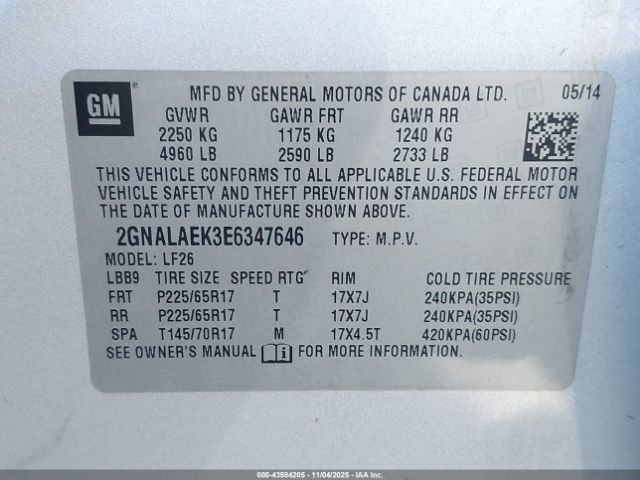 GM
MFD BY GENERAL MOTORS OF CANADA LTD. 05/14
GVWR GAWR FRT GAWR RR
2250 KG 1175 KG 1240 KG
4960 LB 2590 LB 2733 LB
THIS VEHICLE CONFORMS TO ALL APPLICABLE U.S. FEDERAL MOTOR
VEHICLE SAFETY AND THEFT PREVENTION STANDARDS IN EFFECT ON
THE DATE OF MANUFACTURE SHOWN ABOVE.
2GNALAEK3E6347646 TYPE: M.P.V.
MODEL: LF26
LBB9 TIRE SIZE SPEED RTG RIM COLD TIRE PRESSURE
FRT P225/65R17 T 17X7J 240KPA(35PSI)
RR P225/65R17 T 17X7J 240KPA(35PSI)
SPA T145/70R17 M 17X4.5T 420KPA(60PSI)
SEE OWNER'S MANUAL i FOR MORE INFORMATION.
000-43584205 - 11/04/2025 - IAA Inc.